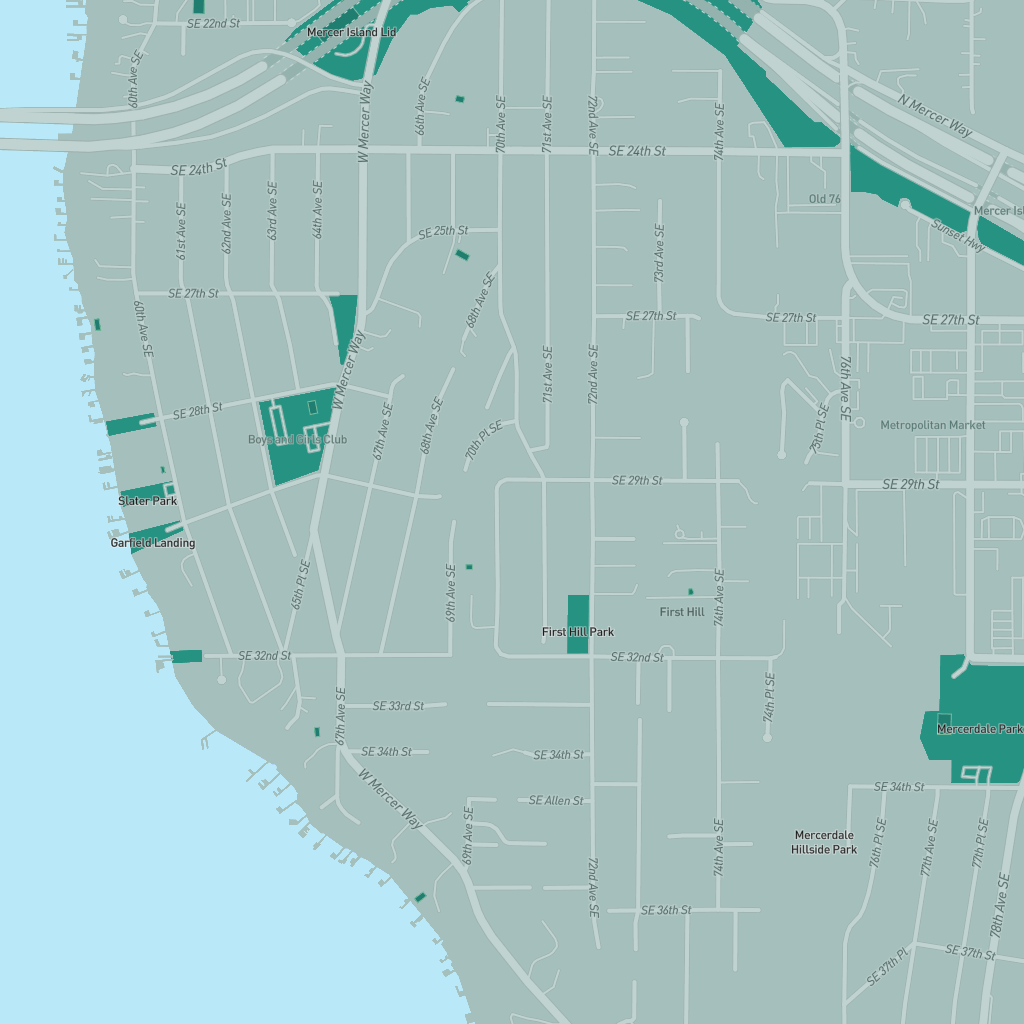 SE 22nd St
Mercer Island Lid
60th Ave SE
W Mercer Way
66th Ave SE
70th Ave SE
71st Ave SE
72nd Ave SE
74th Ave SE
N Mercer Way
SE 24th St
SE 24th St
Old 76
Mercer Isl
Sunset Hwy
61st Ave SE
62nd Ave SE
63rd Ave SE
64th Ave SE
SE 25th St
73rd Ave SE
SE 27th St
68th Ave SE
SE 27th St
SE 27th St
SE 27th St
60th Ave SE
W Mercer Way
71st Ave SE
72nd Ave SE
76th Ave SE
SE 28th St
67th Ave SE
68th Ave SE
70th Pl SE
75th Pl SE
Metropolitan Market
Boys and Girls Club
SE 29th St
SE 29th St
Slater Park
Garfield Landing
65th Pl SE
69th Ave SE
74th Ave SE
First Hill
First Hill Park
SE 32nd St
SE 32nd St
67th Ave SE
74th Pl SE
SE 33rd St
Mercerdale Park
SE 34th St
SE 34th St
W Mercer Way
SE 34th St
SE Allen St
69th Ave SE
72nd Ave SE
74th Ave SE
Mercerdale
Hillside Park
76th Pl SE
77th Ave SE
77th Pl SE
78th Ave SE
SE 36th St
SE 37th Pl
SE 37th St